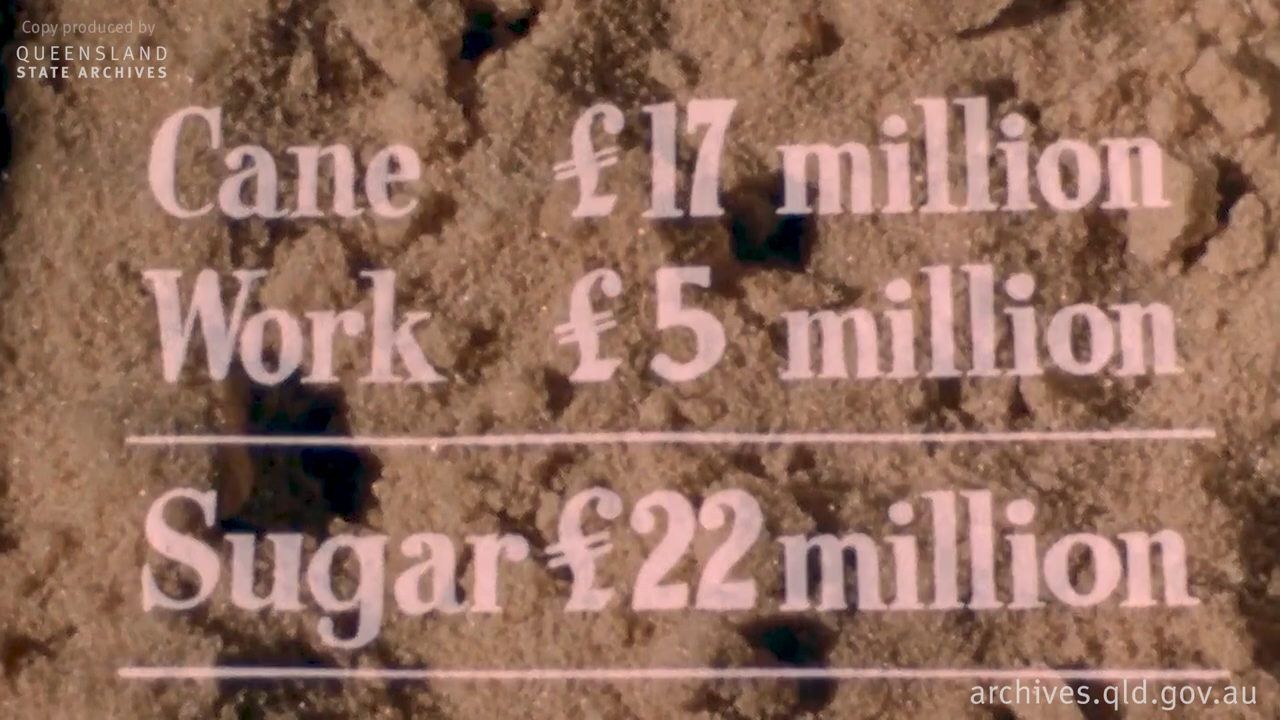 Copy produced by
QUEENSLAND
STATE ARCHIVES
Cane £17 million
Work £5 million
Sugar £22 million
archives.qld.gov.au